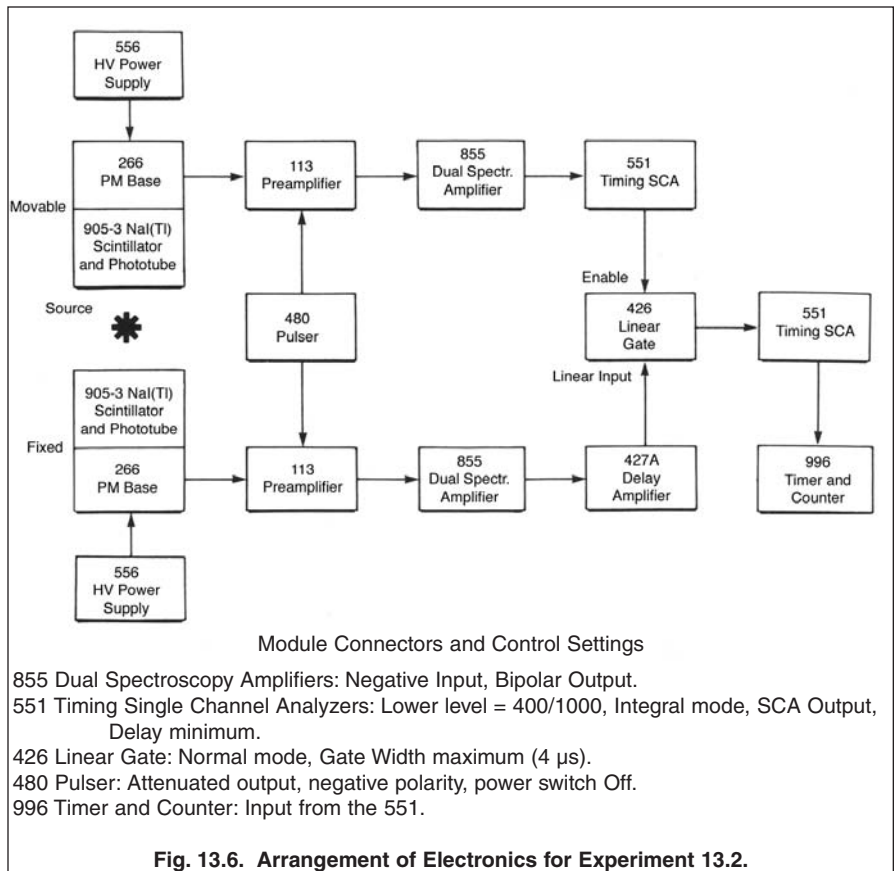 556
HV Power
Supply
266
PM Base
113
Preamplifier
855
Dual Spectr.
Amplifier
551
Timing SCA
Movable
905-3 NaI(Tl)
Scintillator
and Phototube
Enable
Source
480
Pulser
426
Linear
Gate
551
Timing SCA
Linear Input
905-3 NaI(Tl)
Scintillator
and Phototube
Fixed
266
PM Base
113
Preamplifier
855
Dual Spectr.
Amplifier
427A
Delay
Amplifier
996
Timer and
Counter
556
HV Power
Supply
Module Connectors and Control Settings
855 Dual Spectroscopy Amplifiers: Negative Input, Bipolar Output.
551 Timing Single Channel Analyzers: Lower level = 400/1000, Integral mode, SCA Output,
Delay minimum.
426 Linear Gate: Normal mode, Gate Width maximum (4 μs).
480 Pulser: Attenuated output, negative polarity, power switch Off.
996 Timer and Counter: Input from the 551.
Fig. 13.6. Arrangement of Electronics for Experiment 13.2.